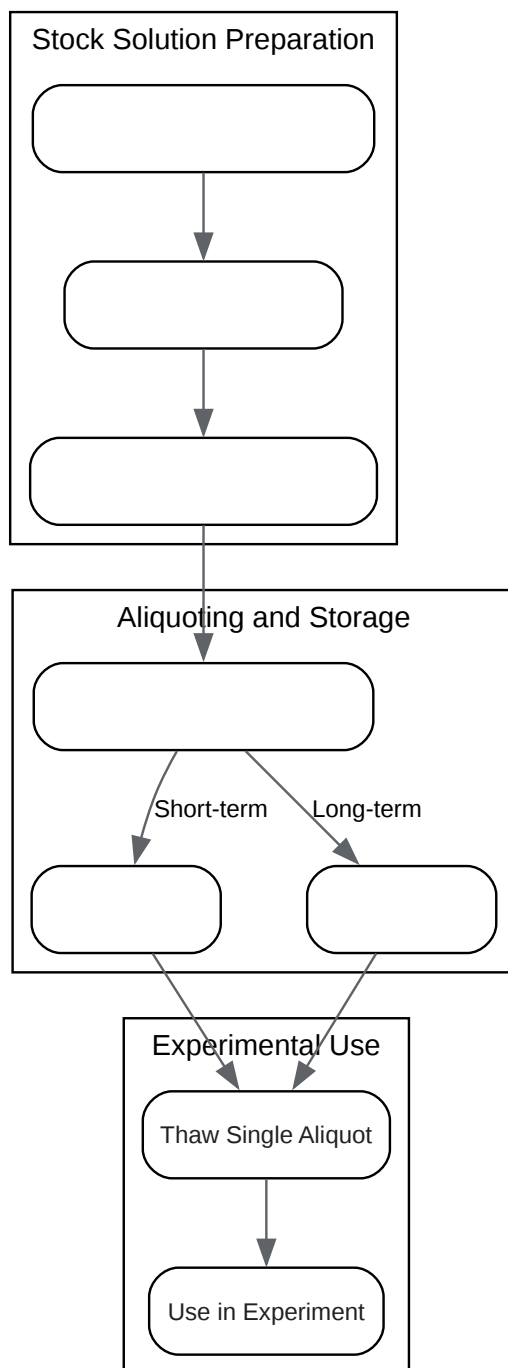 Stock Solution Preparation
Aliquoting and Storage
Short-term
Long-term
Experimental Use
Thaw Single Aliquot
Use in Experiment